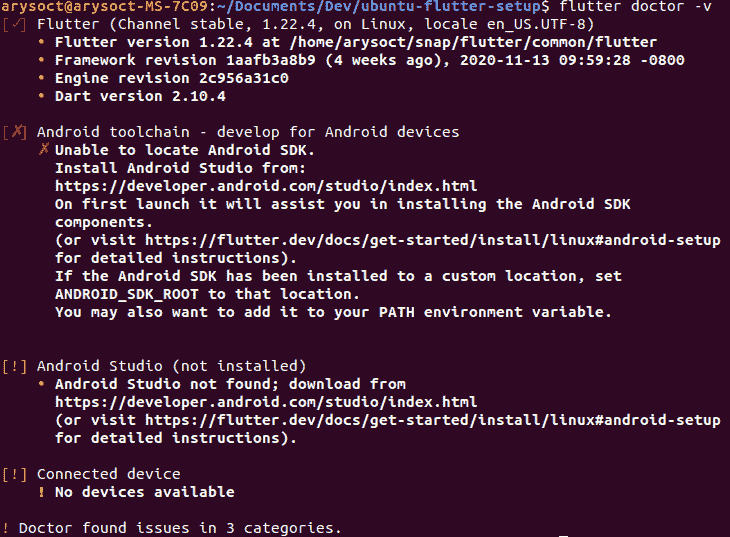 arysoct@arysoct-MS-7C09:~/Documents/Dev/ubuntu-flutter-setup$ flutter doctor -v
[✓] Flutter (Channel stable, 1.22.4, on Linux, locale en_US.UTF-8)
• Flutter version 1.22.4 at /home/arysoct/snap/flutter/common/flutter
• Framework revision 1aafb3a8b9 (4 weeks ago), 2020-11-13 09:59:28 -0800
• Engine revision 2c956a31c0
• Dart version 2.10.4
[✗] Android toolchain - develop for Android devices
✗ Unable to locate Android SDK.
Install Android Studio from:
https://developer.android.com/studio/index.html
On first launch it will assist you in installing the Android SDK
components.
(or visit https://flutter.dev/docs/get-started/install/linux#android-setup
for detailed instructions).
If the Android SDK has been installed to a custom location, set
ANDROID_SDK_ROOT to that location.
You may also want to add it to your PATH environment variable.
[!] Android Studio (not installed)
• Android Studio not found; download from
https://developer.android.com/studio/index.html
(or visit https://flutter.dev/docs/get-started/install/linux#android-setup
for detailed instructions).
[!] Connected device
! No devices available
! Doctor found issues in 3 categories.